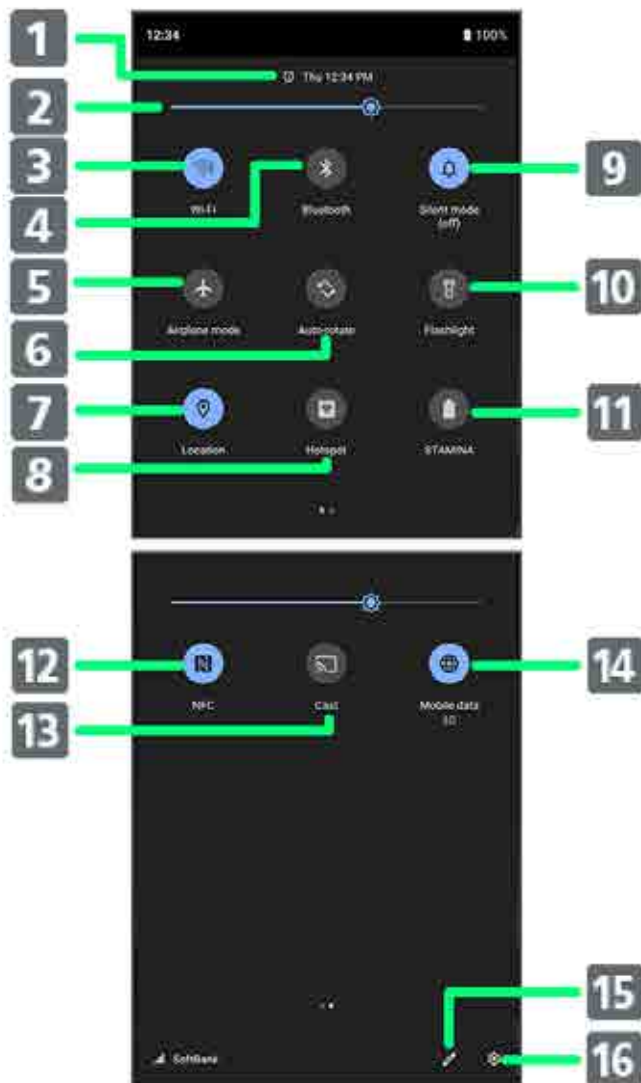 1
12:34
100%
Thu 12:34 PM
2
3
4
9
Wi-Fi
Bluetooth
Silent mode
(off)
5
6
10
Airplane mode
Auto-rotate
Flashlight
7
8
11
Location
Hotspot
STAMINA
12
13
14
NFC
Cast
Mobile data
15
16
SoftBank